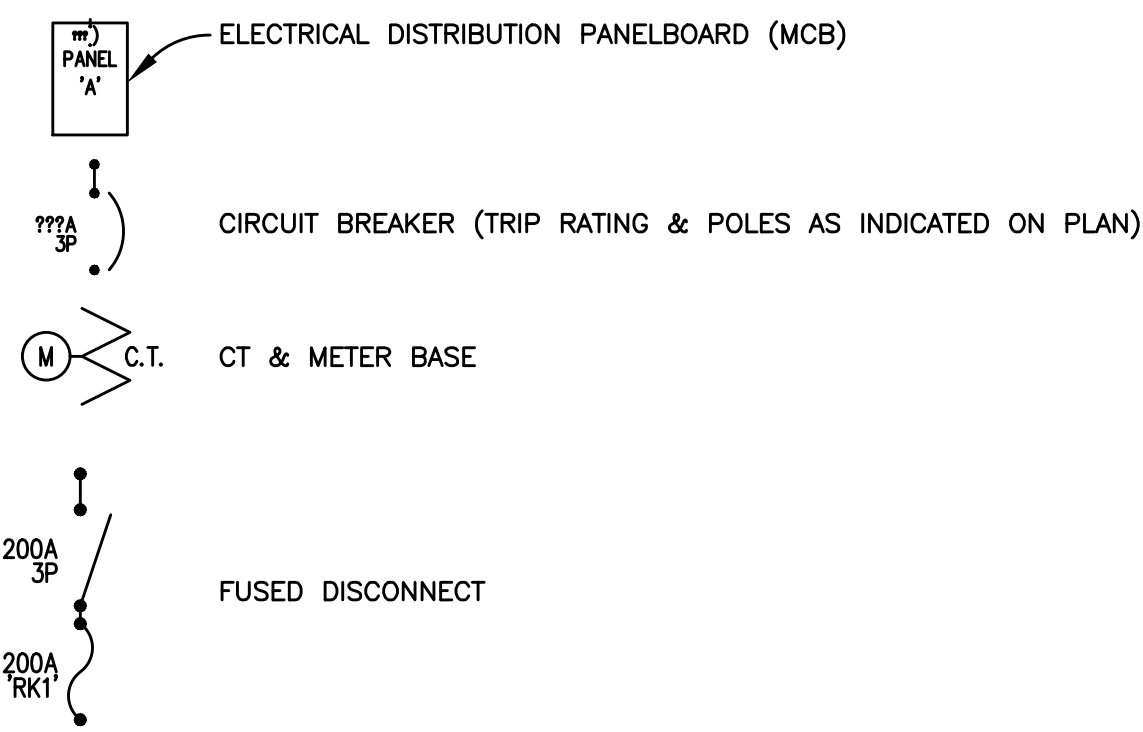 ???)
PANEL
'A'
ELECTRICAL DISTRIBUTION PANELBOARD (MCB)
???A
3P
CIRCUIT BREAKER (TRIP RATING & POLES AS INDICATED ON PLAN)
M
C.T.
CT & METER BASE
200A
3P
FUSED DISCONNECT
200A
'RK1'